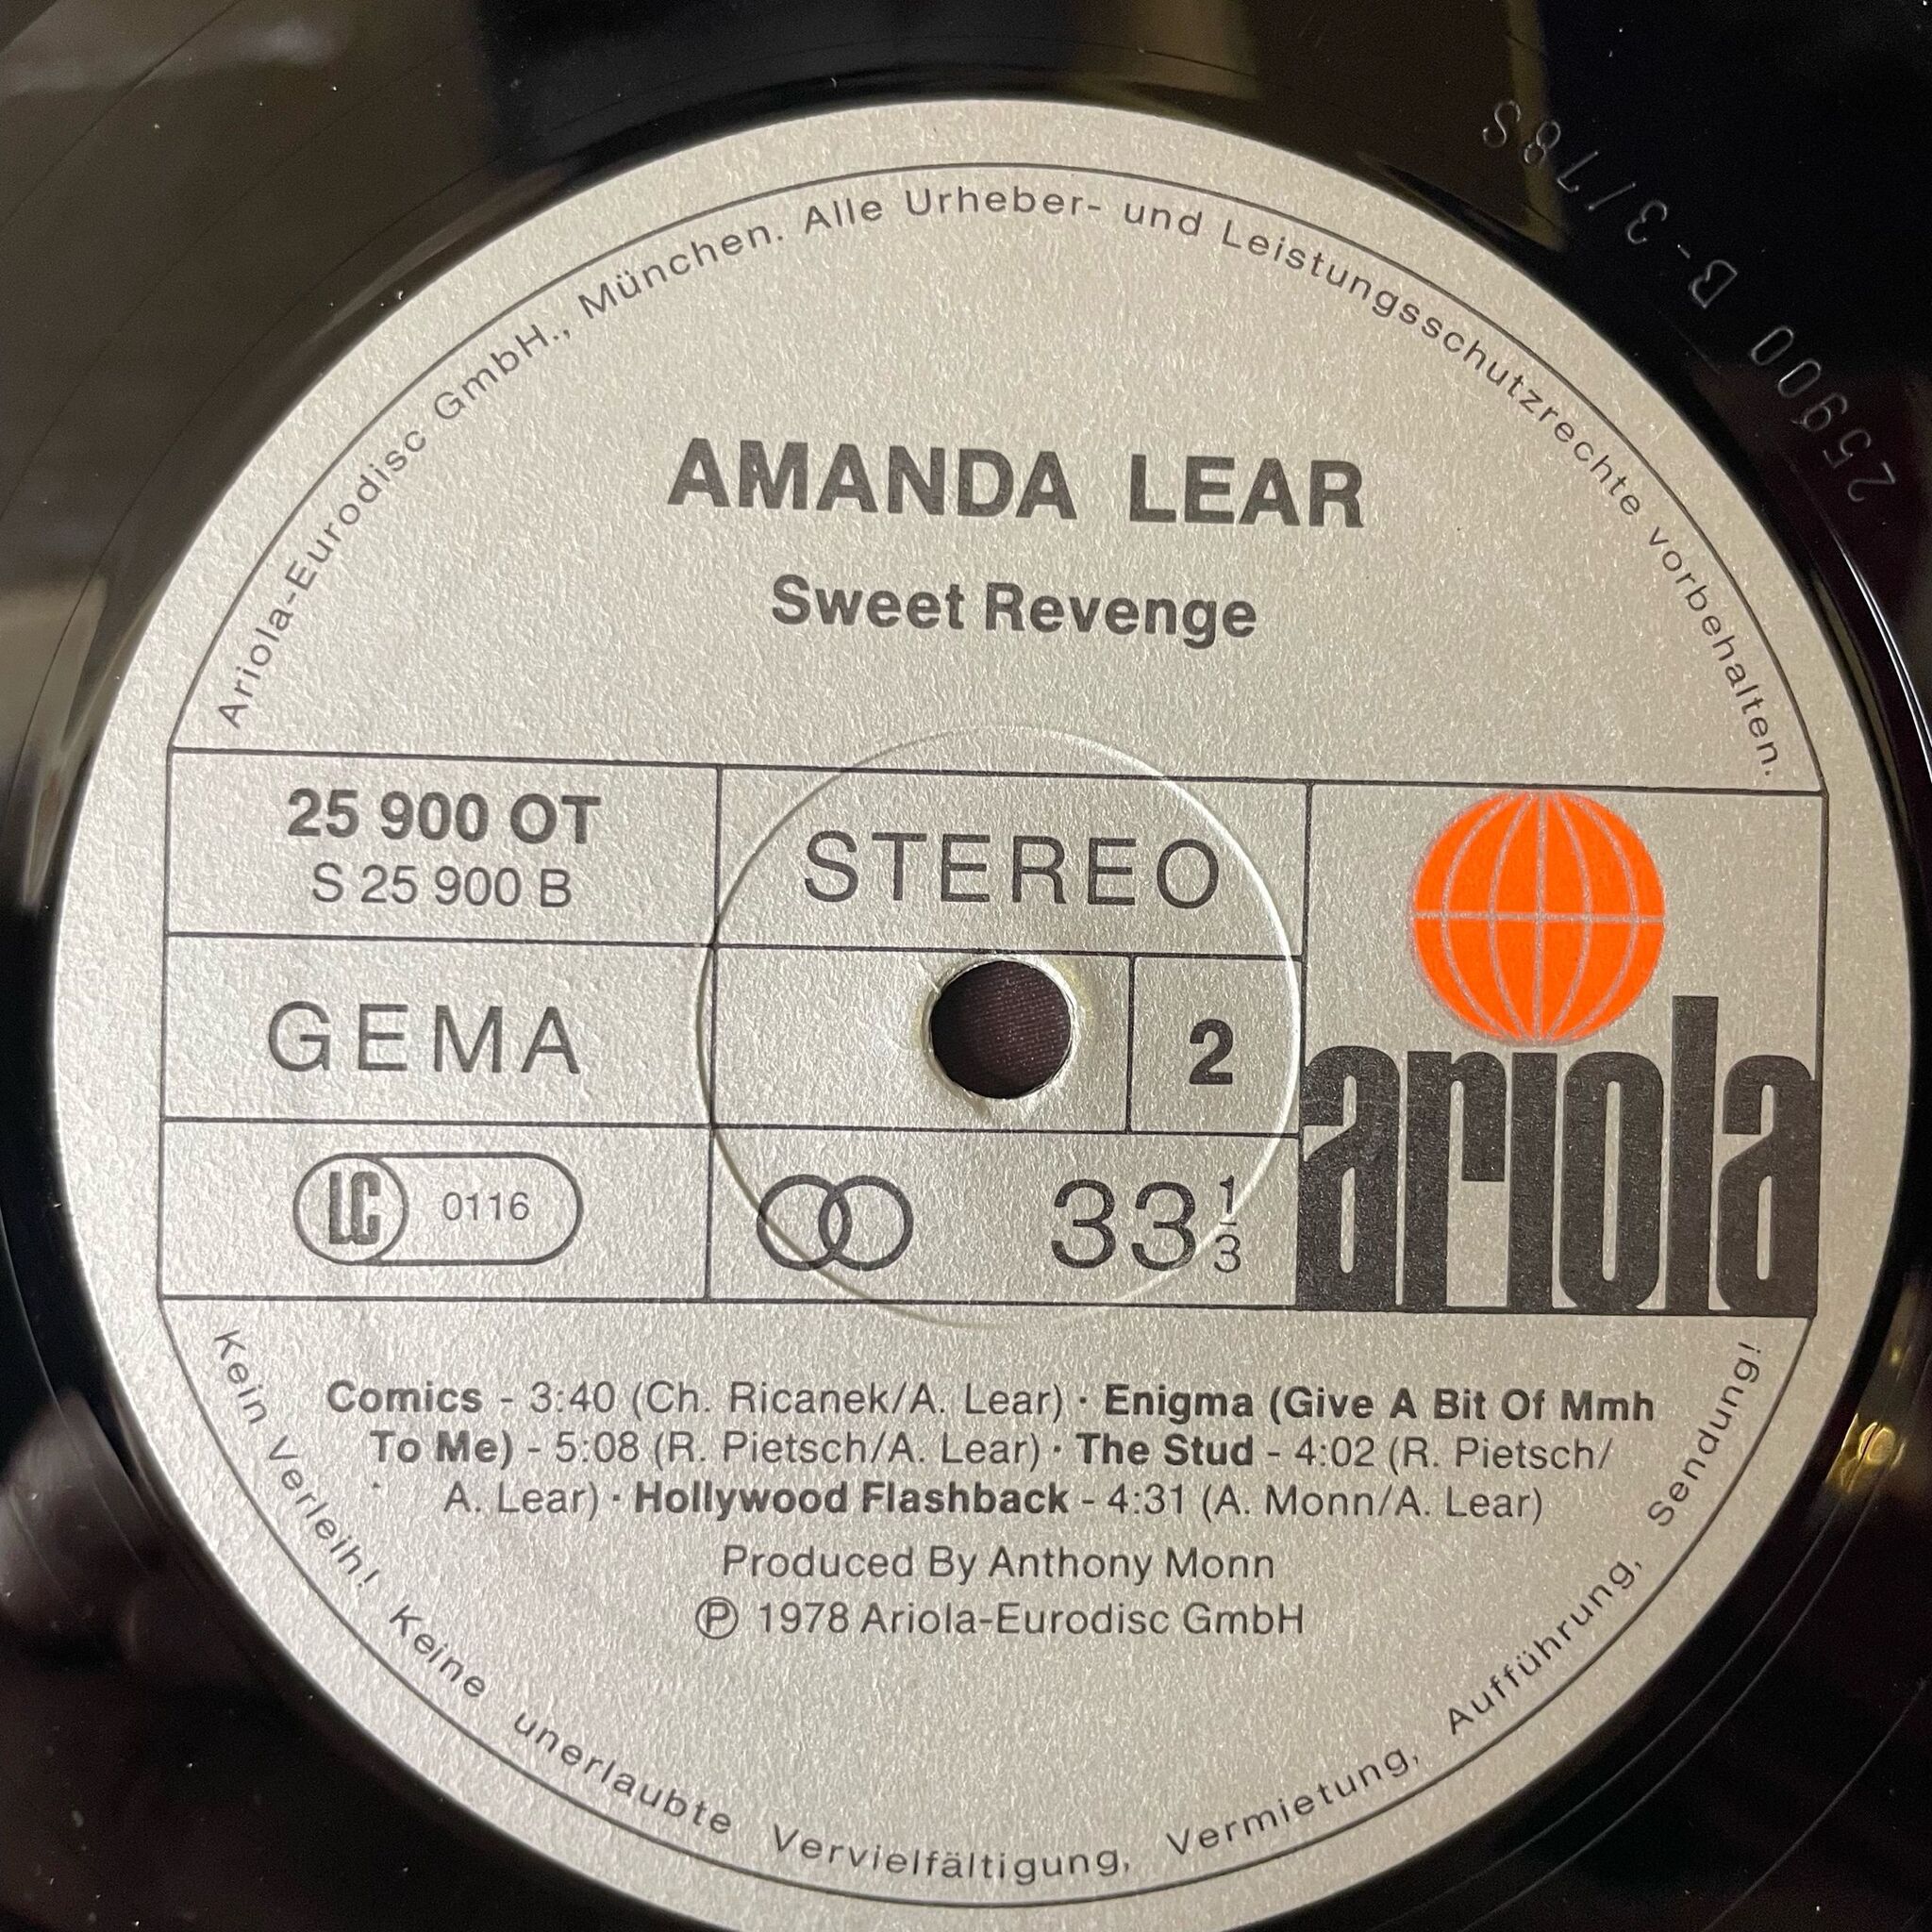 Ariola-Eurodisc GmbH., München. Alle Urheber- und Leistungsschutzrechte vorbehalten.
AMANDA LEAR
Sweet Revenge
25 900 OT
S 25 900 B
STEREO
GEMA
2
ariola
LC 0116
33 1/3
Comics - 3:40 (Ch. Ricanek/A. Lear) · Enigma (Give A Bit Of Mmh
To Me) - 5:08 (R. Pietsch/A. Lear) · The Stud - 4:02 (R. Pietsch/
A. Lear) · Hollywood Flashback - 4:31 (A. Monn/A. Lear)
Produced By Anthony Monn
℗ 1978 Ariola-Eurodisc GmbH
Kein Verleih! Keine unerlaubte Vervielfältigung, Vermietung, Aufführung, Sendung!
25900 B-3/78S